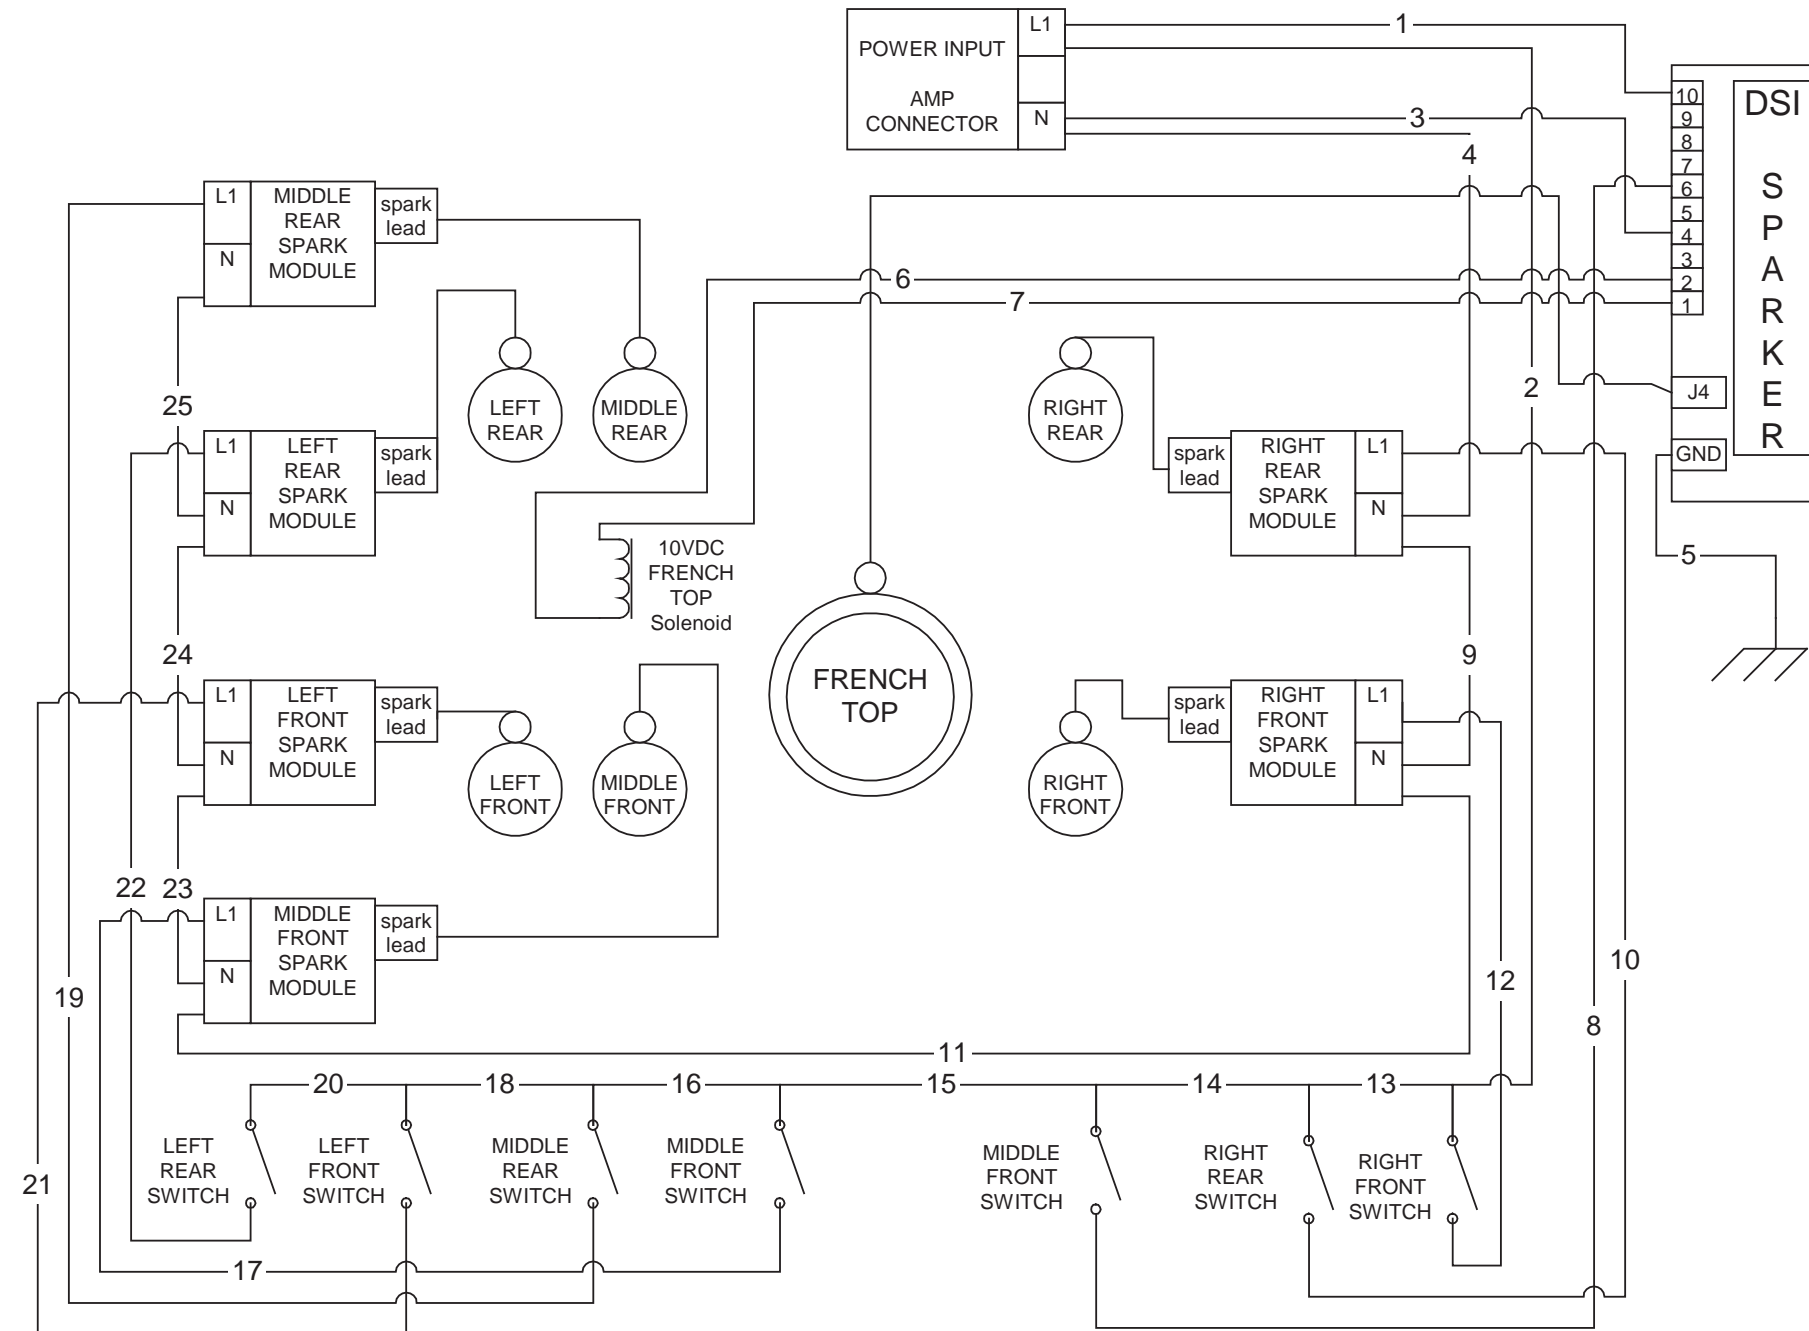 POWER INPUT
AMP
CONNECTOR
L1
N
1
2
3
4
DSI
SPARKER
10
9
8
7
6
5
4
3
2
1
J4
GND
5
6
7
L1
N
MIDDLE
REAR
SPARK
MODULE
spark
lead
25
L1
N
LEFT
REAR
SPARK
MODULE
spark
lead
LEFT
REAR
MIDDLE
REAR
RIGHT
REAR
spark
lead
RIGHT
REAR
SPARK
MODULE
L1
N
10VDC
FRENCH
TOP
Solenoid
FRENCH
TOP
24
9
L1
N
LEFT
FRONT
SPARK
MODULE
spark
lead
LEFT
FRONT
MIDDLE
FRONT
RIGHT
FRONT
spark
lead
RIGHT
FRONT
SPARK
MODULE
L1
N
22
23
L1
N
MIDDLE
FRONT
SPARK
MODULE
spark
lead
19
12
10
8
11
20
18
16
15
14
13
21
LEFT
REAR
SWITCH
LEFT
FRONT
SWITCH
MIDDLE
REAR
SWITCH
MIDDLE
FRONT
SWITCH
MIDDLE
FRONT
SWITCH
RIGHT
REAR
SWITCH
RIGHT
FRONT
SWITCH
17